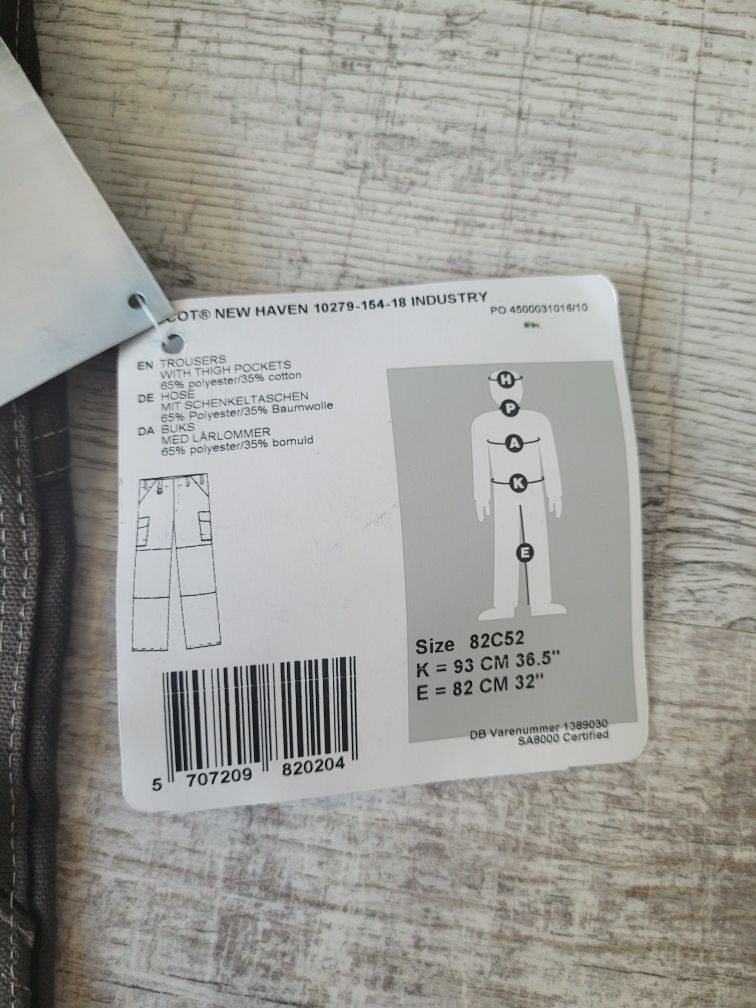 COT® NEW HAVEN 10279-154-18 INDUSTRY
PO 4500031016/10
EN TROUSERS
WITH THIGH POCKETS
65% polyester/35% cotton
DE HOSE
MIT SCHENKELTASCHEN
65% Polyester/35% Baumwolle
DA BUKS
MED LÅRLOMMER
65% polyester/35% bomuld
H
P
A
K
E
Size 82C52
K = 93 CM 36.5"
E = 82 CM 32"
DB Varenummer 1389030
SA8000 Certified
5 707209 820204